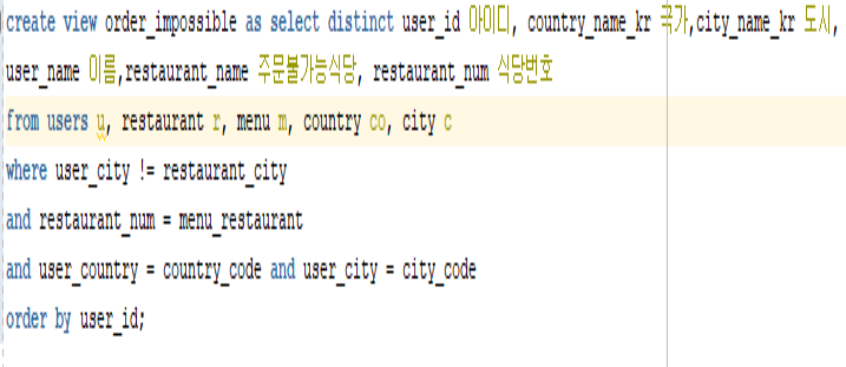 create view order_impossible as select distinct user_id 아이디, country_name_kr 국가,city_name_kr 도시,
user_name 이름,restaurant_name 주문불가능식당, restaurant_num 식당번호
from users u, restaurant r, menu m, country co, city c
where user_city != restaurant_city
and restaurant_num = menu_restaurant
and user_country = country_code and user_city = city_code
order by user_id;